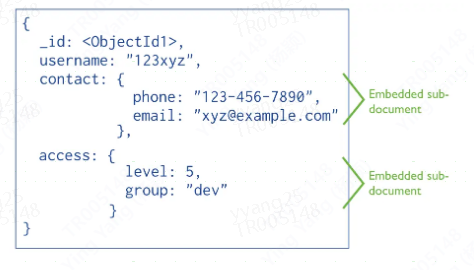 {
_id: <ObjectId1>,
username: "123xyz",
contact: {
phone: "123-456-7890",
email: "xyz@example.com"
},
Embedded sub-
document
access: {
level: 5,
group: "dev"
}
Embedded sub-
document
}